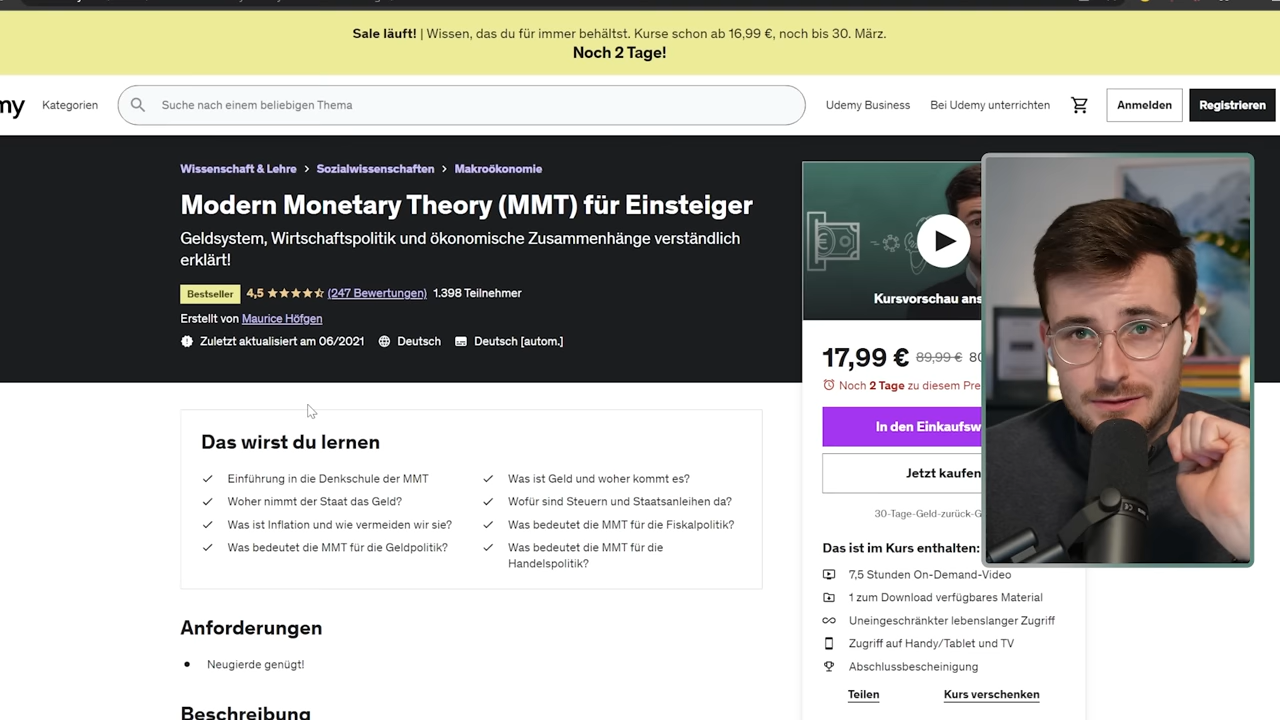 Sale läuft! | Wissen, das du für immer behältst. Kurse schon ab 16,99 €, noch bis 30. März.
Noch 2 Tage!
my
Kategorien
Suche nach einem beliebigen Thema
Udemy Business
Bei Udemy unterrichten
Anmelden
Registrieren
Wissenschaft & Lehre > Sozialwissenschaften > Makroökonomie
Modern Monetary Theory (MMT) für Einsteiger
Geldsystem, Wirtschaftspolitik und ökonomische Zusammenhänge verständlich
erklärt!
Bestseller 4,5 (247 Bewertungen) 1.398 Teilnehmer
Erstellt von Maurice Höfgen
Zuletzt aktualisiert am 06/2021 Deutsch Deutsch [autom.]
Kursvorschau ans
17,99 € 89,99 € 80
Noch 2 Tage zu diesem Pre
In den Einkaufsw
Jetzt kaufen
30-Tage-Geld-zurück-G
Das wirst du lernen
Einführung in die Denkschule der MMT
Woher nimmt der Staat das Geld?
Was ist Inflation und wie vermeiden wir sie?
Was bedeutet die MMT für die Geldpolitik?
Was ist Geld und woher kommt es?
Wofür sind Steuern und Staatsanleihen da?
Was bedeutet die MMT für die Fiskalpolitik?
Was bedeutet die MMT für die
Handelspolitik?
Das ist im Kurs enthalten:
7,5 Stunden On-Demand-Video
1 zum Download verfügbares Material
Uneingeschränkter lebenslanger Zugriff
Zugriff auf Handy/Tablet und TV
Abschlussbescheinigung
Teilen
Kurs verschenken
Anforderungen
Neugierde genügt!
Beschreibung